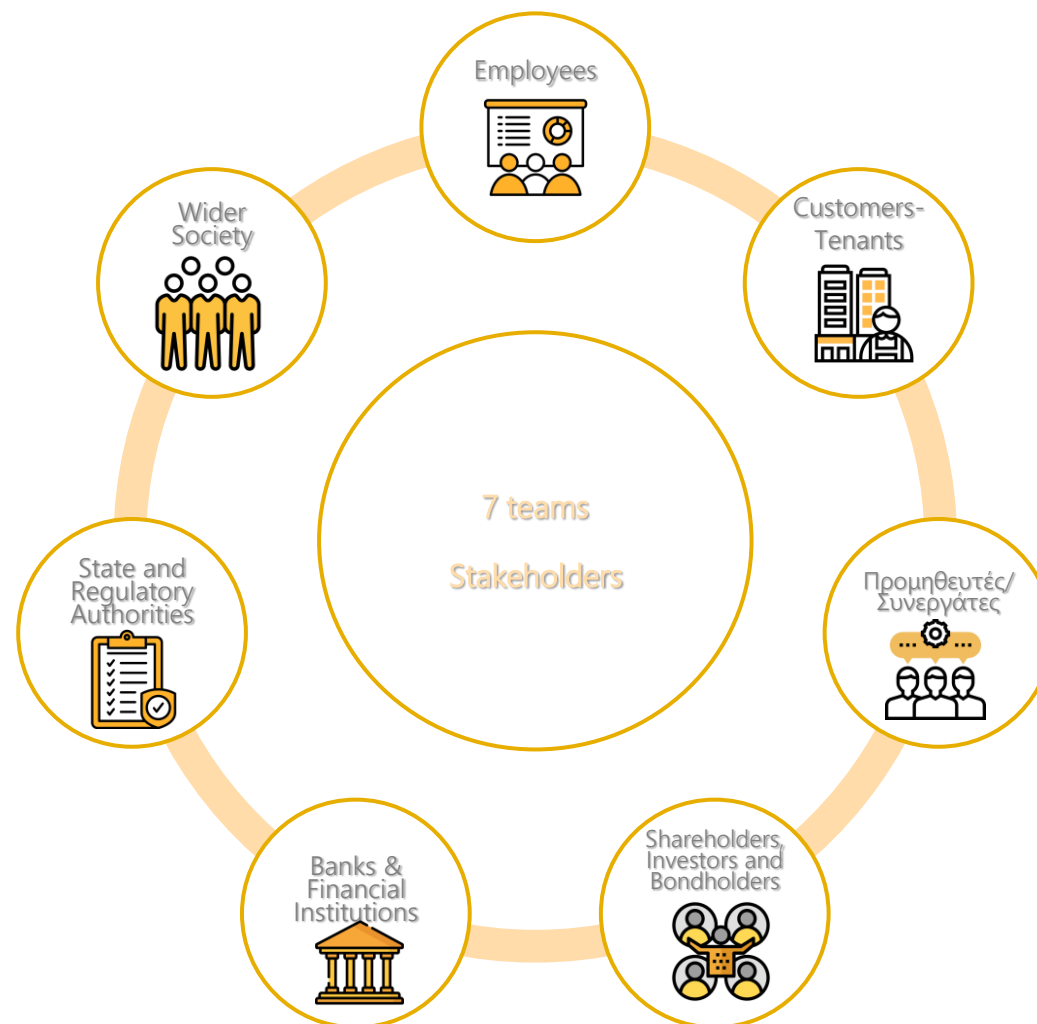 Employees
Customers-
Tenants
Προμηθευτές/
Συνεργάτες
Shareholders,
Investors and
Bondholders
Banks &
Financial
Institutions
State and
Regulatory
Authorities
Wider
Society
7 teams
Stakeholders